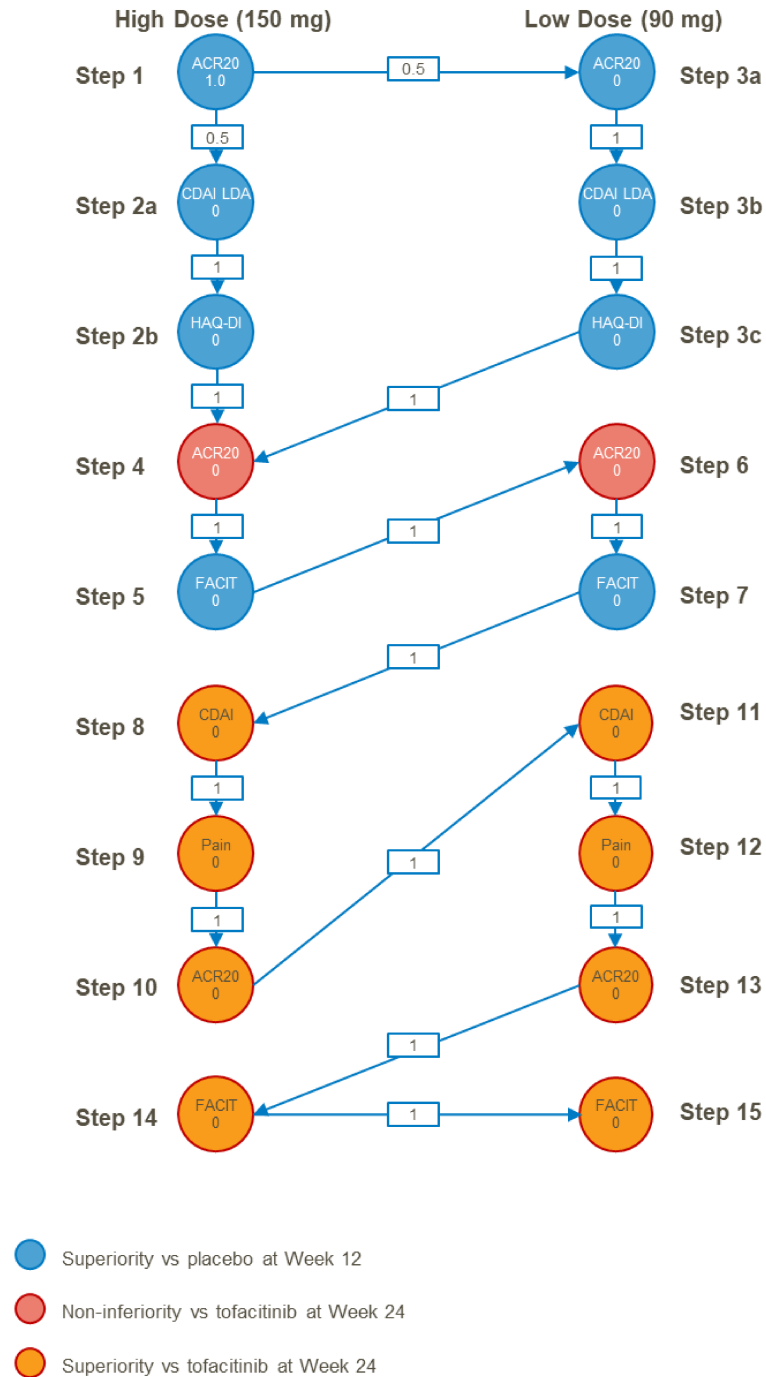 High Dose (150 mg) Low Dose (90 mg)
Step 1
ACR20
1.0
0.5
ACR20
0
Step 3a
0.5
1
Step 2a
CDAI LDA
0
CDAI LDA
0
Step 3b
1
1
Step 2b
HAQ-DI
0
HAQ-DI
0
Step 3c
1
1
Step 4
ACR20
0
ACR20
0
Step 6
1
1
1
Step 5
FACIT
0
FACIT
0
Step 7
1
Step 8
CDAI
0
CDAI
0
Step 11
1
1
Step 9
Pain
0
1
Pain
0
Step 12
1
1
Step 10
ACR20
0
ACR20
0
Step 13
1
Step 14
FACIT
0
1
FACIT
0
Step 15
Superiority vs placebo at Week 12
Non-inferiority vs tofacitinib at Week 24
Superiority vs tofacitinib at Week 24